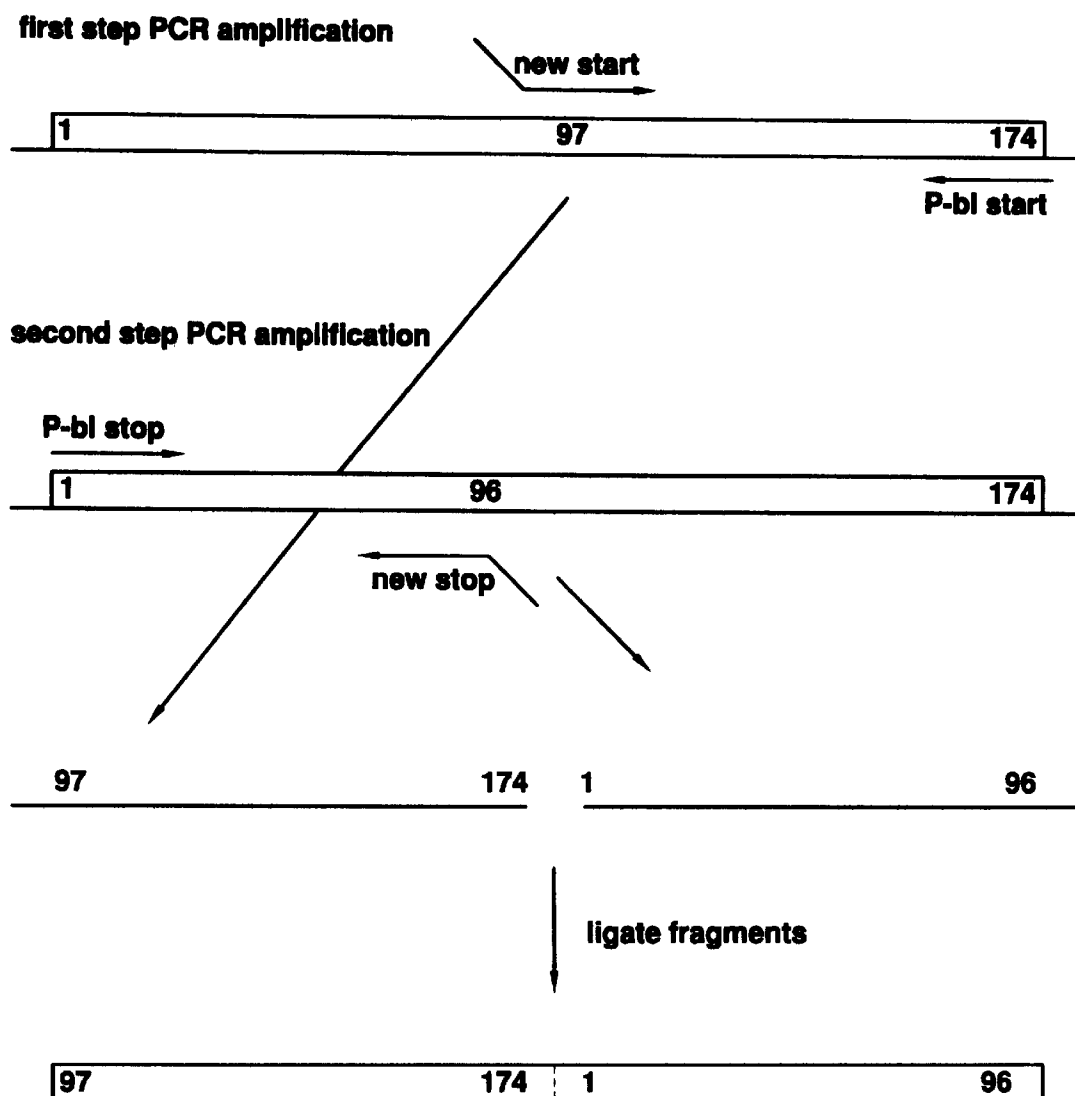 first step PCR amplification
new start
1 97 174
P-bl start
second step PCR amplification
P-bl stop
1 96 174
new stop
97 174 1 96
ligate fragments
97 174 1 96